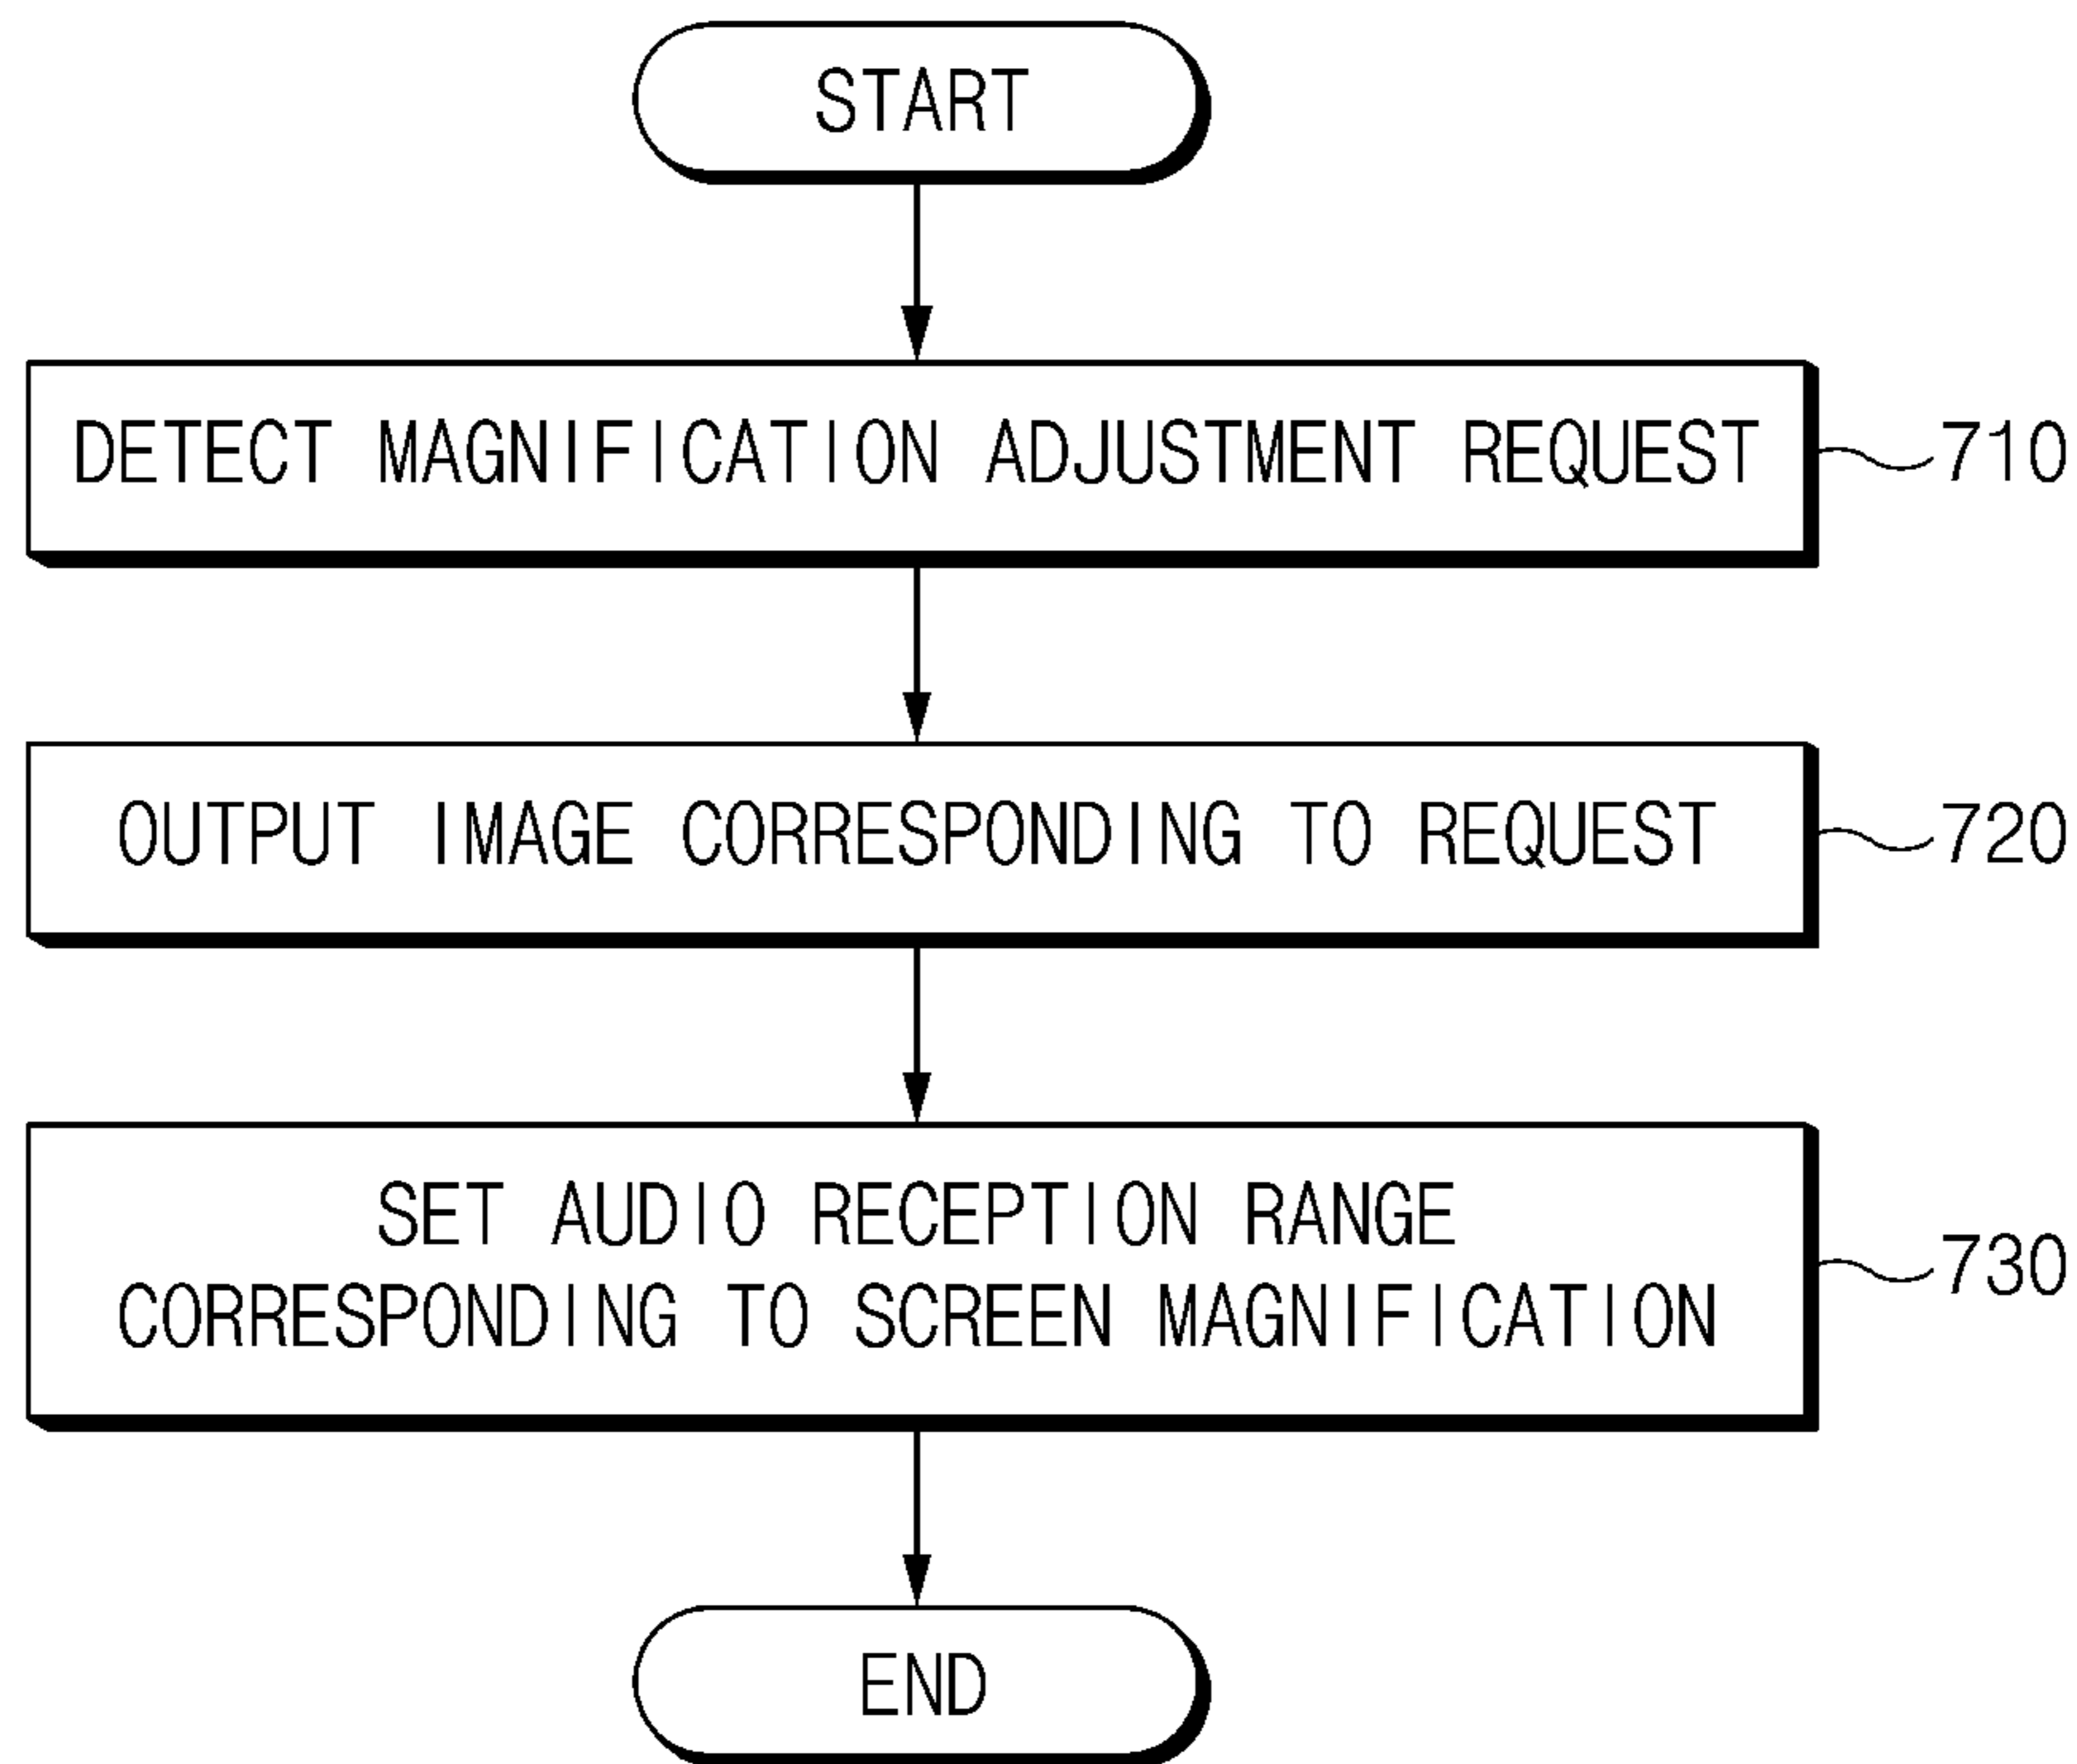 START
DETECT MAGNIFICATION ADJUSTMENT REQUEST 710
OUTPUT IMAGE CORRESPONDING TO REQUEST 720
SET AUDIO RECEPTION RANGE
CORRESPONDING TO SCREEN MAGNIFICATION 730
END